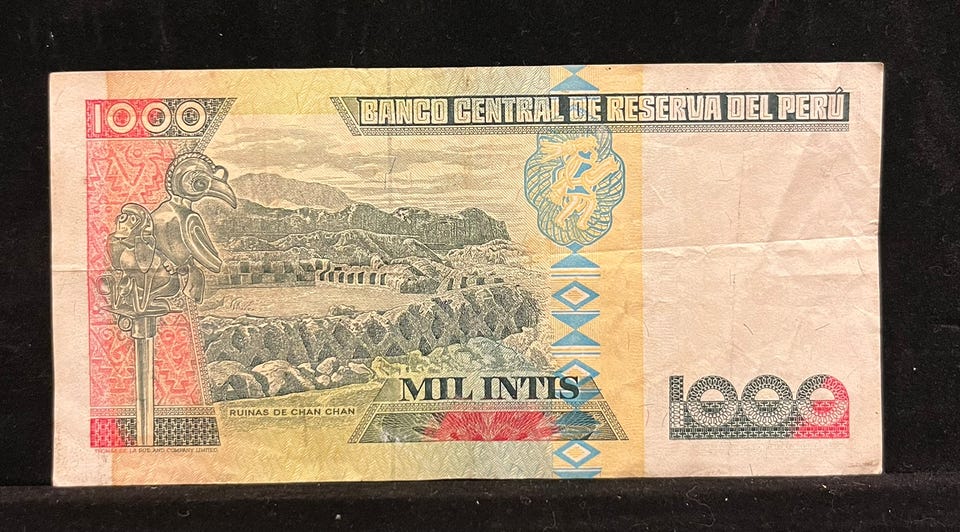 1000
BANCO CENTRAL DE RESERVA DEL PERÚ
MIL INTIS
RUINAS DE CHAN CHAN
1000
THOMAS DE LA RUE AND COMPANY LIMITED